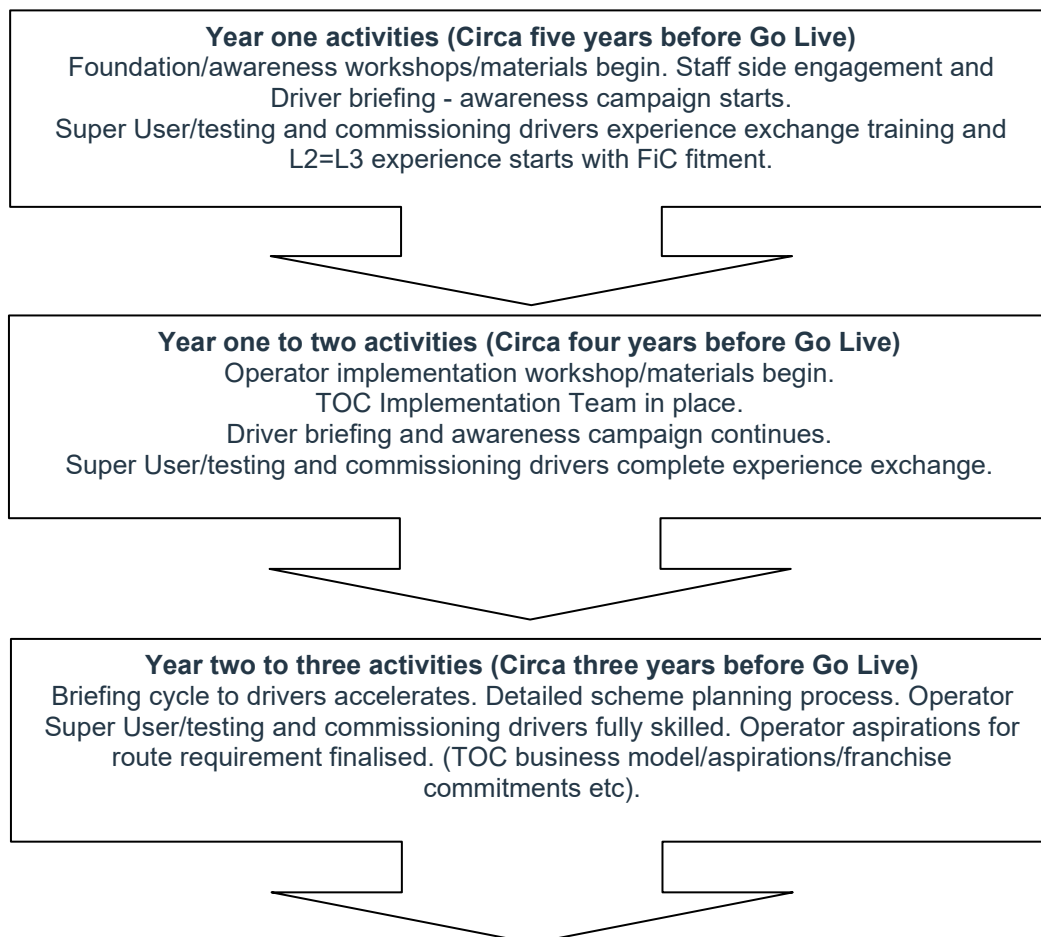 Year one activities (Circa five years before Go Live)
Foundation/awareness workshops/materials begin. Staff side engagement and
Driver briefing - awareness campaign starts.
Super User/testing and commissioning drivers experience exchange training and
L2=L3 experience starts with FiC fitment.
Year one to two activities (Circa four years before Go Live)
Operator implementation workshop/materials begin.
TOC Implementation Team in place.
Driver briefing and awareness campaign continues.
Super User/testing and commissioning drivers complete experience exchange.
Year two to three activities (Circa three years before Go Live)
Briefing cycle to drivers accelerates. Detailed scheme planning process. Operator
Super User/testing and commissioning drivers fully skilled. Operator aspirations for
route requirement finalised. (TOC business model/aspirations/franchise
commitments etc).